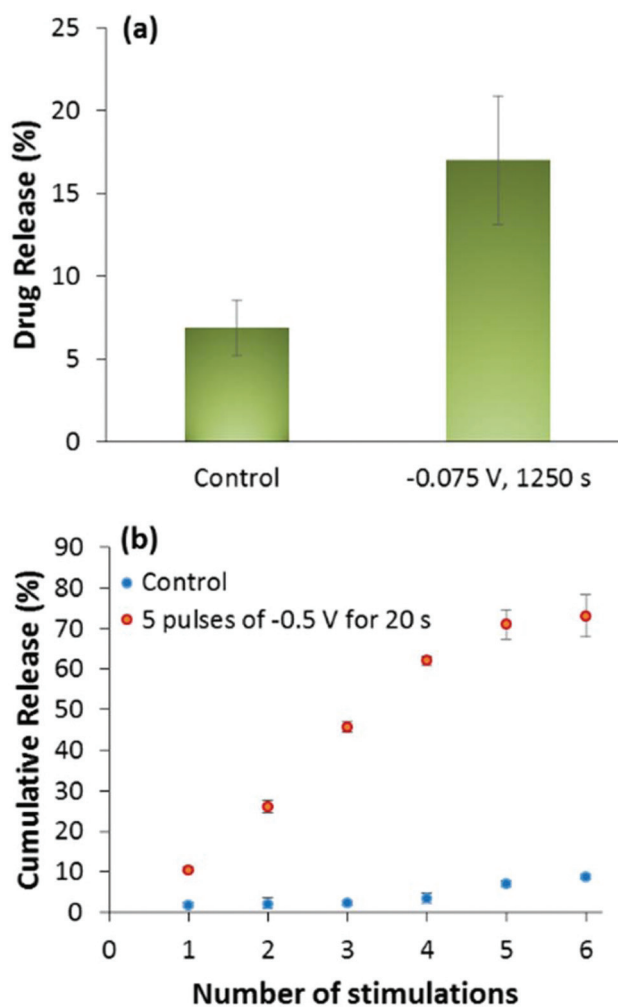 (a)
Drug Release (%)
25
20
15
10
5
0
Control
-0.075 V, 1250 s
(b)
Cumulative Release (%)
90
80
70
60
50
40
30
20
10
0
Control
5 pulses of -0.5 V for 20 s
0 1 2 3 4 5 6
Number of stimulations